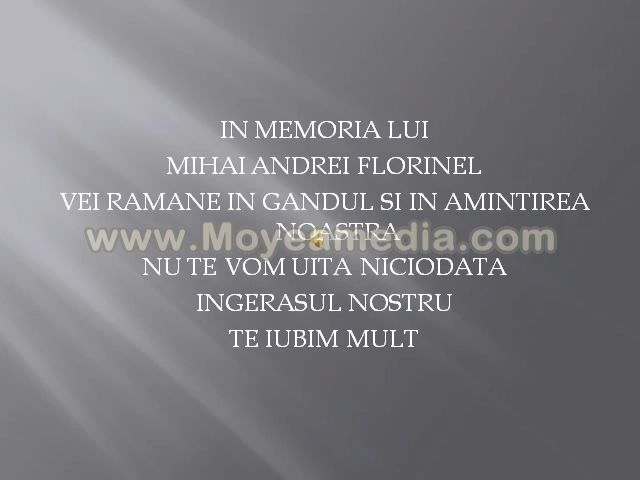 IN MEMORIA LUI
MIHAI ANDREI FLORINEL
VEI RAMANE IN GANDUL SI IN AMINTIREA
NOASTRA
www.Moyeamedia.com
NU TE VOM UITA NICIODATA
INGERASUL NOSTRU
TE IUBIM MULT